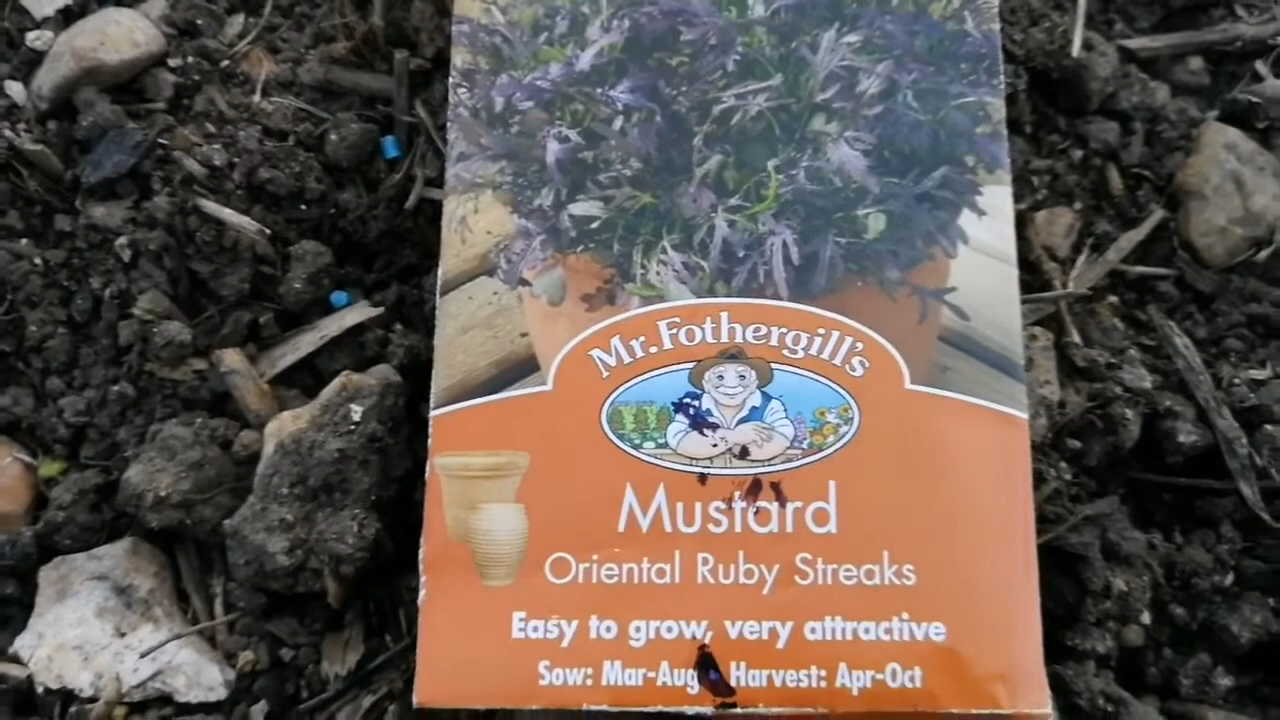 Mr. Fothergill's
Mustard
Oriental Ruby Streaks
Easy to grow, very attractive
Sow: Mar-Aug Harvest: Apr-Oct